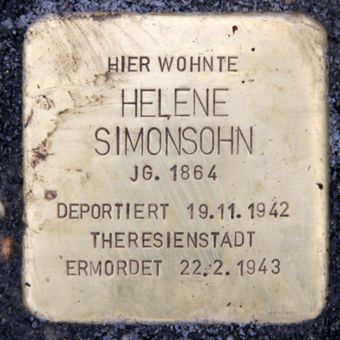 HIER WOHNTE
HELENE
SIMONSOHN
JG. 1864
DEPORTIERT 19.11.1942
THERESIENSTADT
ERMORDET 22.2.1943